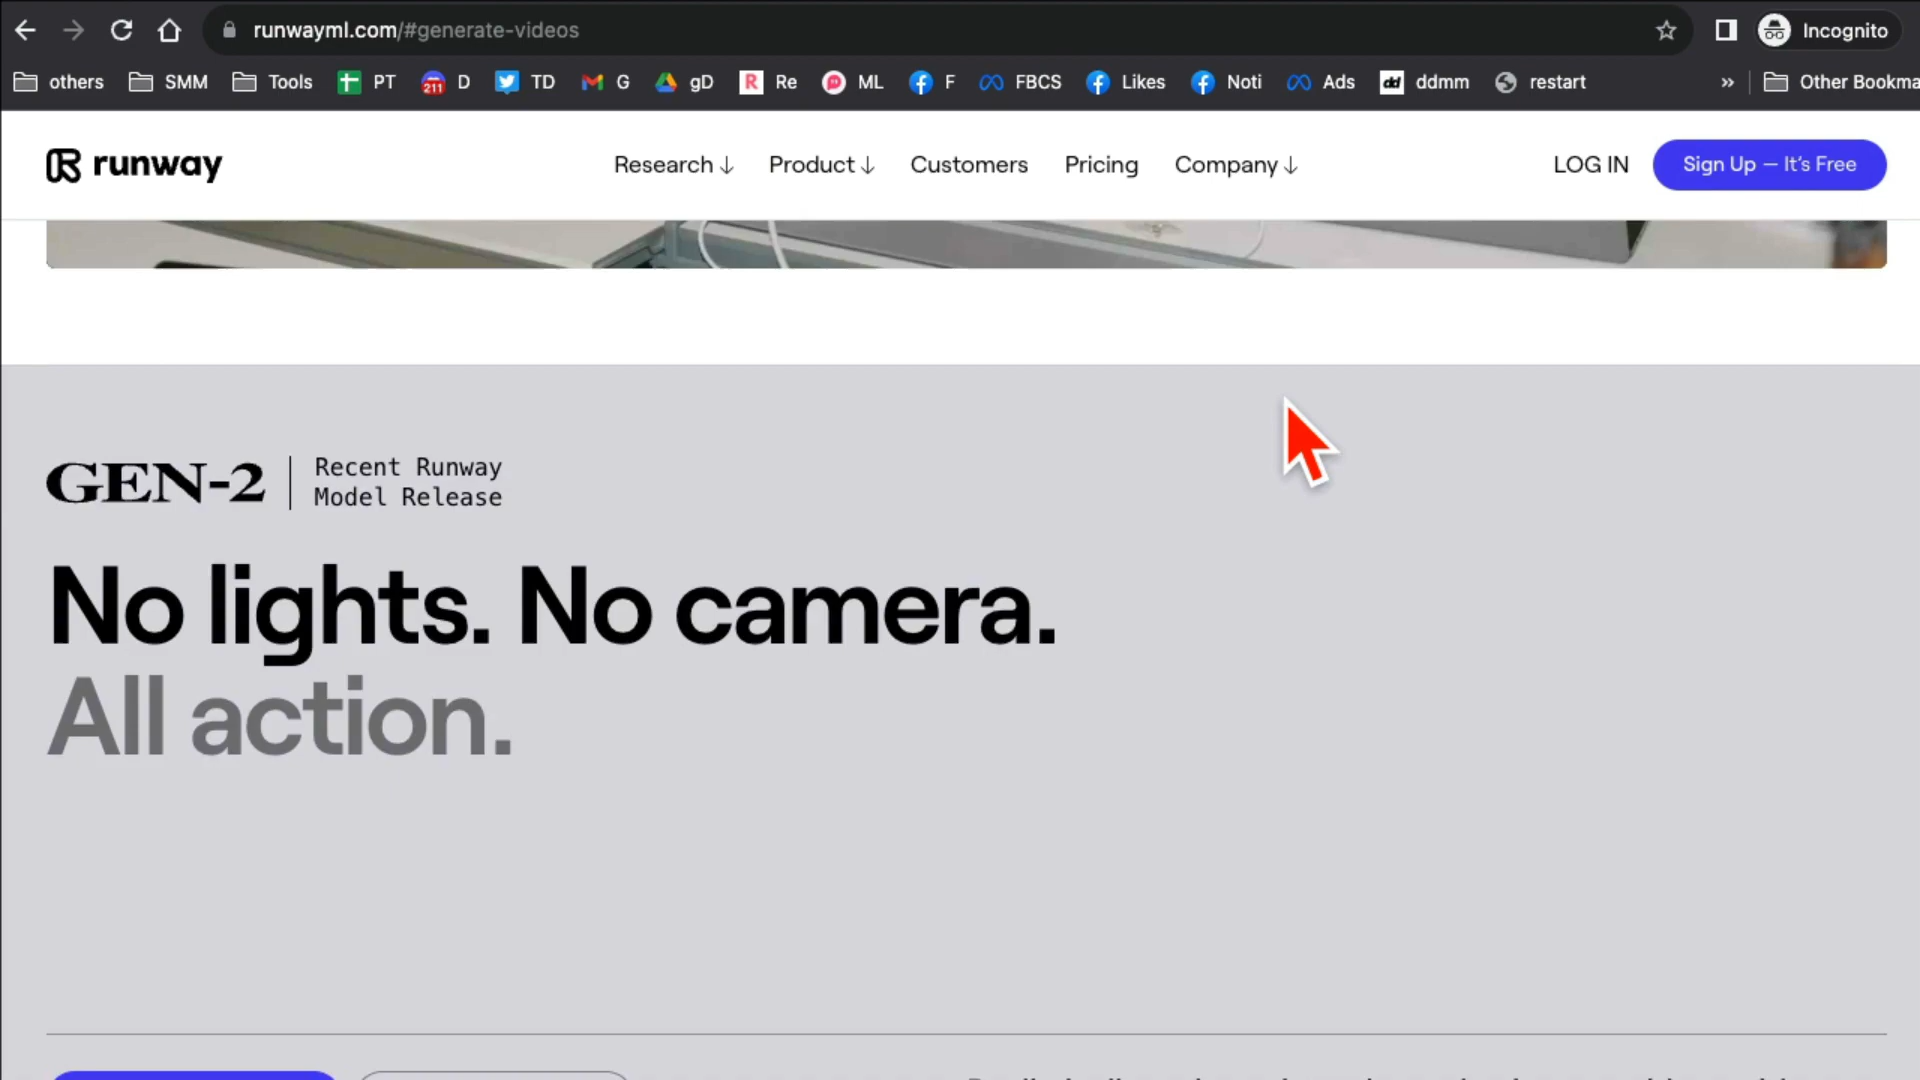 runwayml.com/#generate-videos
Incognito
others SMM Tools PT 211 D TD G gD R Re ML F FBCS Likes Noti Ads dd ddmm restart » Other Bookma
runway
Research ↓ Product ↓ Customers Pricing Company ↓ LOG IN Sign Up — It's Free
GEN-2
Recent Runway
Model Release
No lights. No camera.
All action.